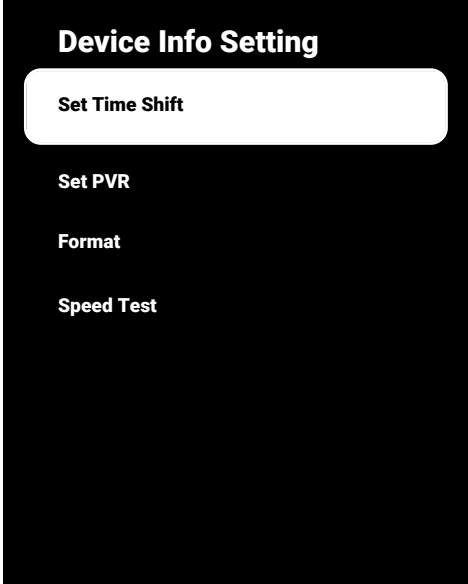 Device Info Setting
Set Time Shift
Set PVR
Format
Speed Test